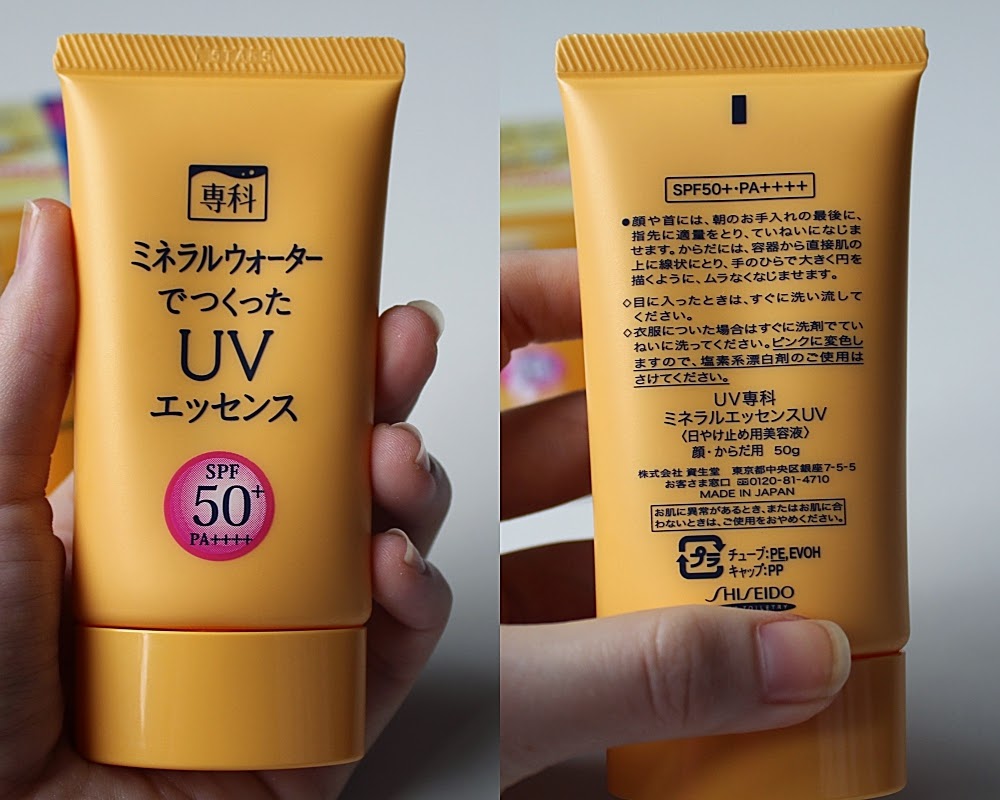 専科
ミネラルウォーター
でつくった
UV
エッセンス
SPF
50+
PA++++
SPF50+・PA++++
●顔や首には、朝のお手入れの最後に、
指先に適量をとり、ていねいになじま
せます。からだには、容器から直接肌の
上に線状にとり、手のひらで大きく円を
描くように、ムラなくなじませます。
◇目に入ったときは、すぐに洗い流して
ください。
◇衣服についた場合はすぐに洗剤でてい
ねいに洗ってください。ピンクに変色し
ますので、塩素系漂白剤のご使用は
さけてください。
UV専科
ミネラルエッセンスUV
〈日やけ止め用美容液〉
顔・からだ用 50g
株式会社 資生堂 東京都中央区銀座7-5-5
お客さま窓口 0120-81-4710
MADE IN JAPAN
お肌に異常があるとき、またはお肌に合
わないときは、ご使用をおやめください。
プラ チューブ:PE,EVOH
キャップ:PP
SHISEIDO